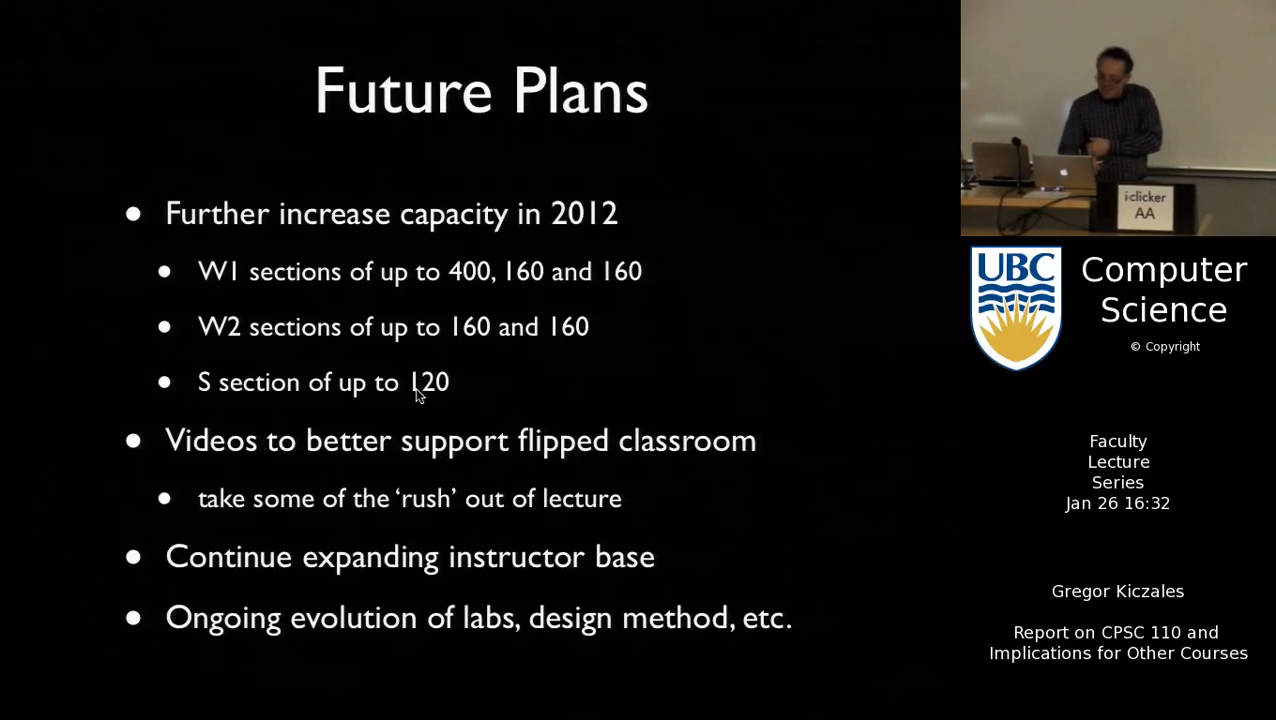 Future Plans
Further increase capacity in 2012
W1 sections of up to 400, 160 and 160
W2 sections of up to 160 and 160
S section of up to 120
Videos to better support flipped classroom
take some of the ‘rush’ out of lecture
Continue expanding instructor base
Ongoing evolution of labs, design method, etc.
i>clicker
AA
UBC
Computer
Science
© Copyright
Faculty
Lecture
Series
Jan 26 16:32
Gregor Kiczales
Report on CPSC 110 and
Implications for Other Courses